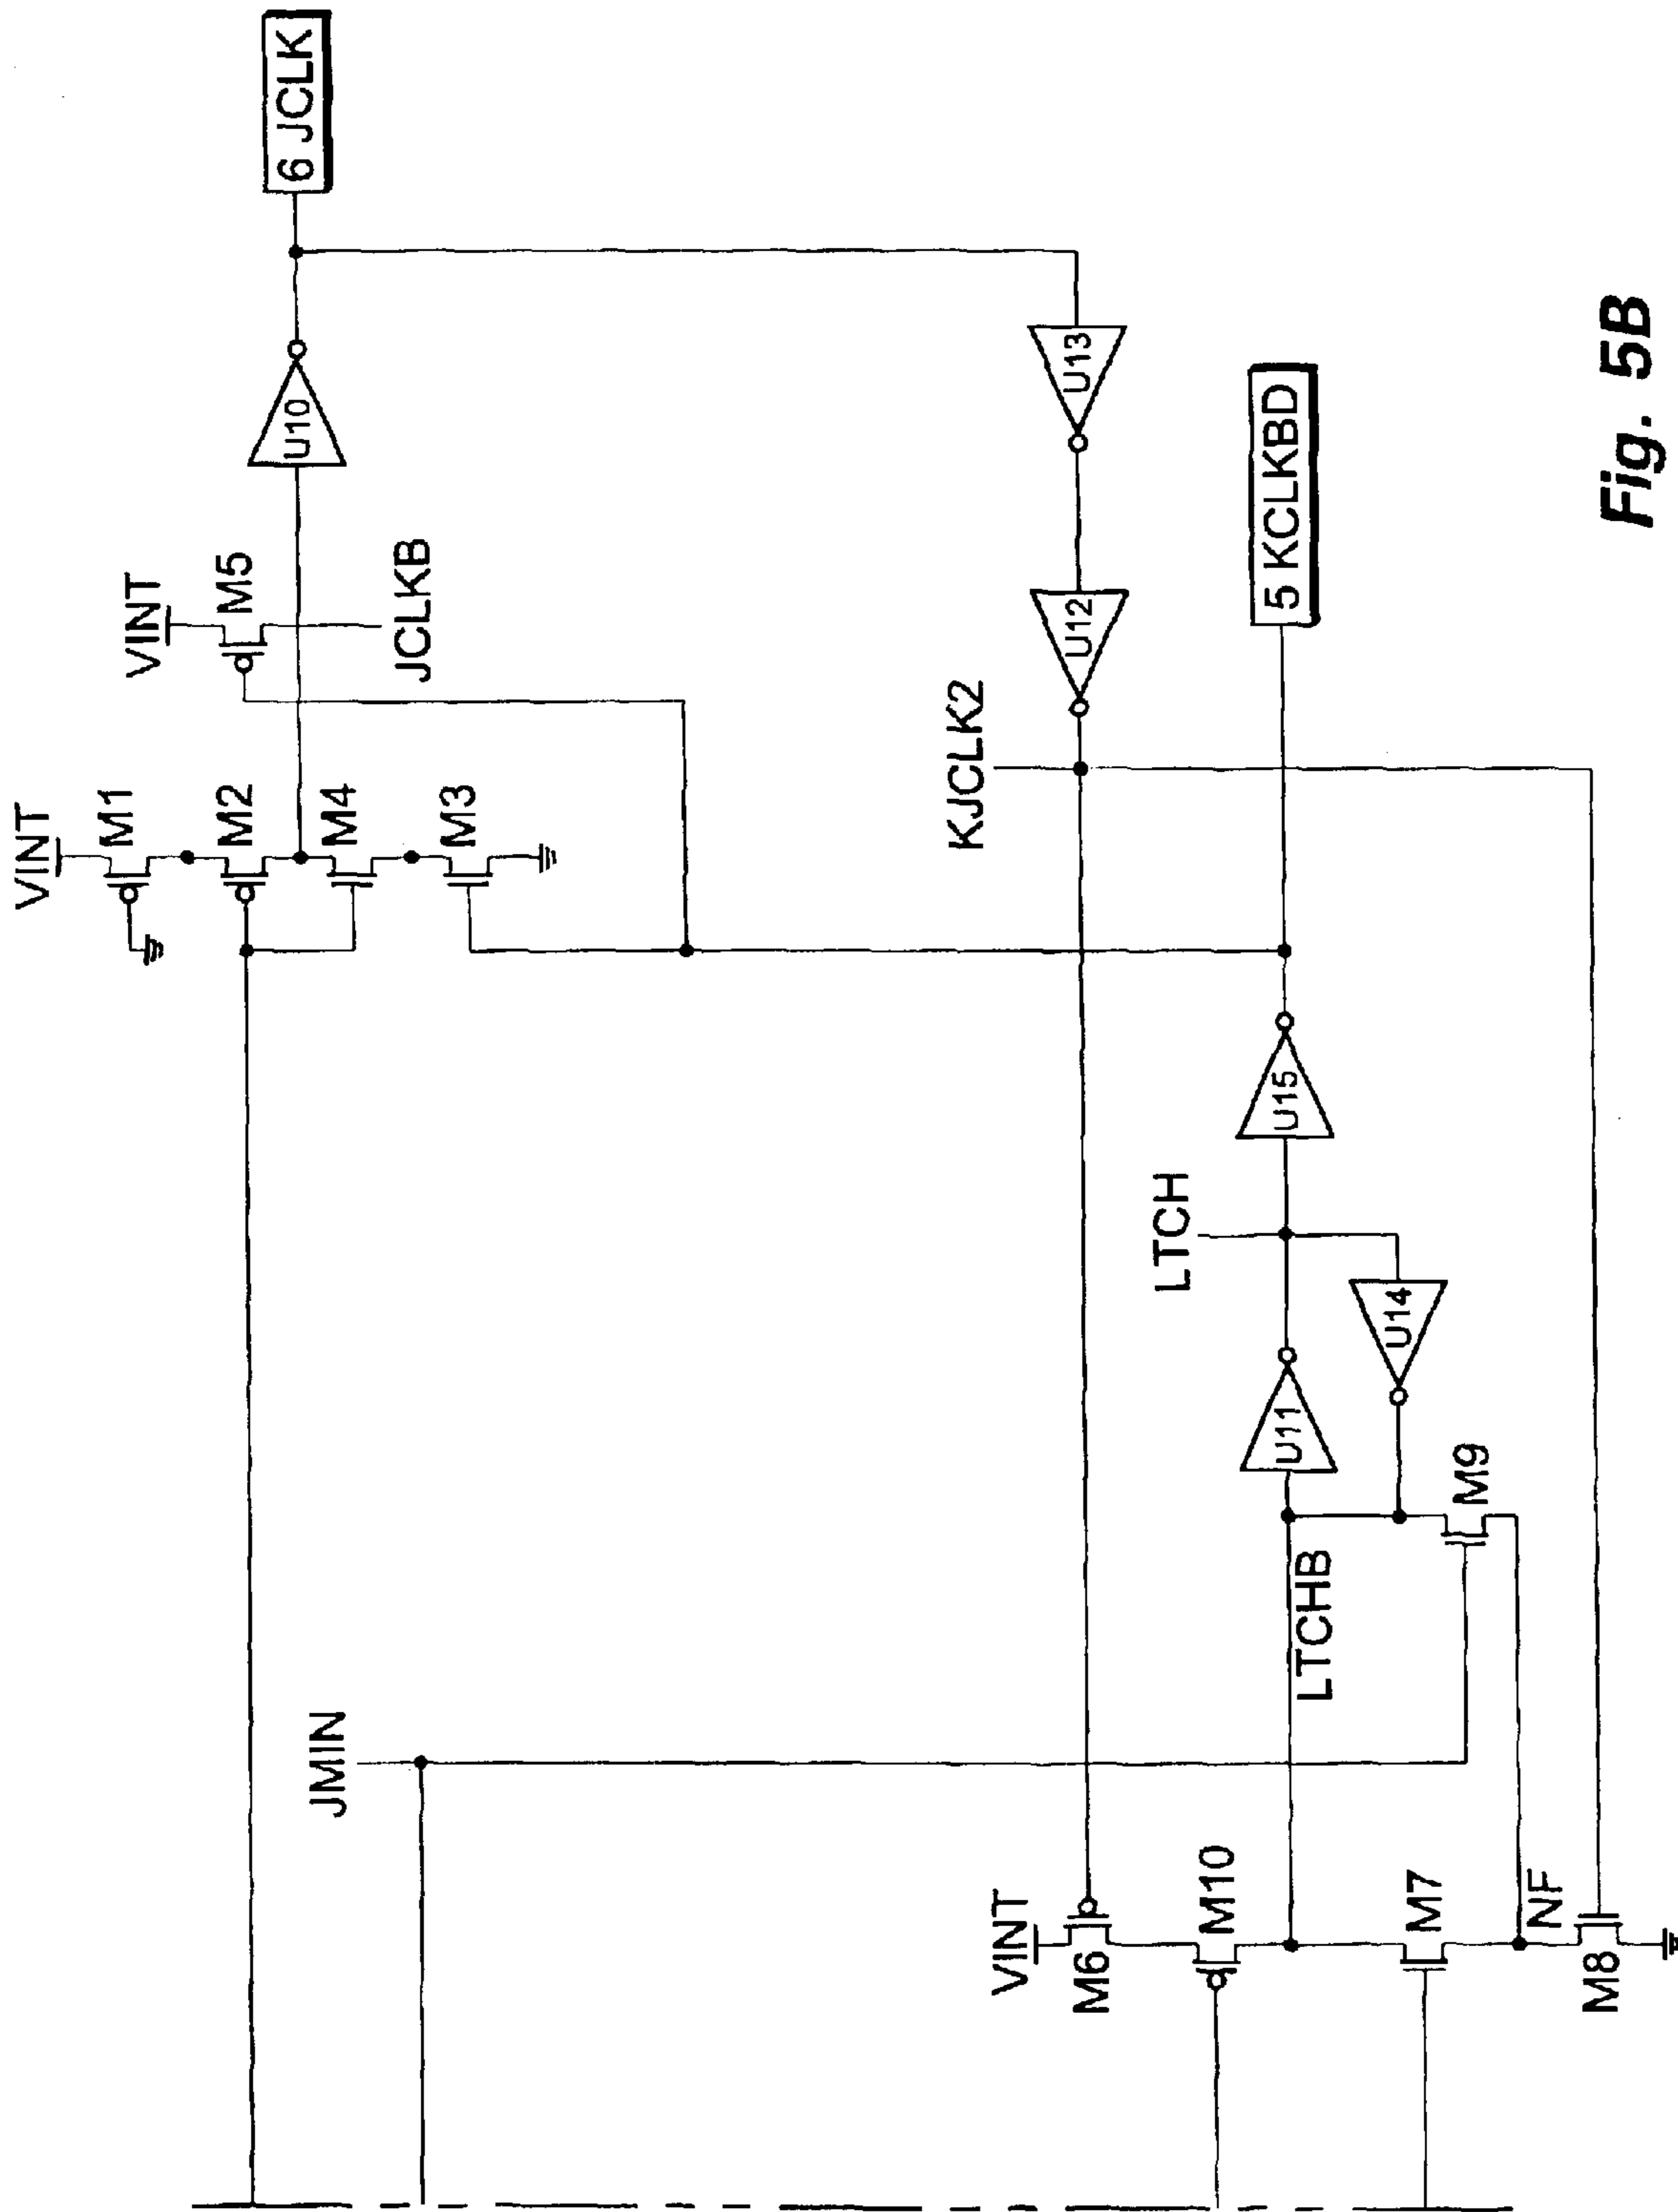 VINT
M1
M2
M4
M3
VINT
M5
JCLKB
U10
6 JCLK
JMIN
KJCLK2
U12
U13
VINT
M6
M10
M7
NF
M8
LTCHB
M9
U11
U14
LTCH
U15
5 KCLKBD
Fig. 5B